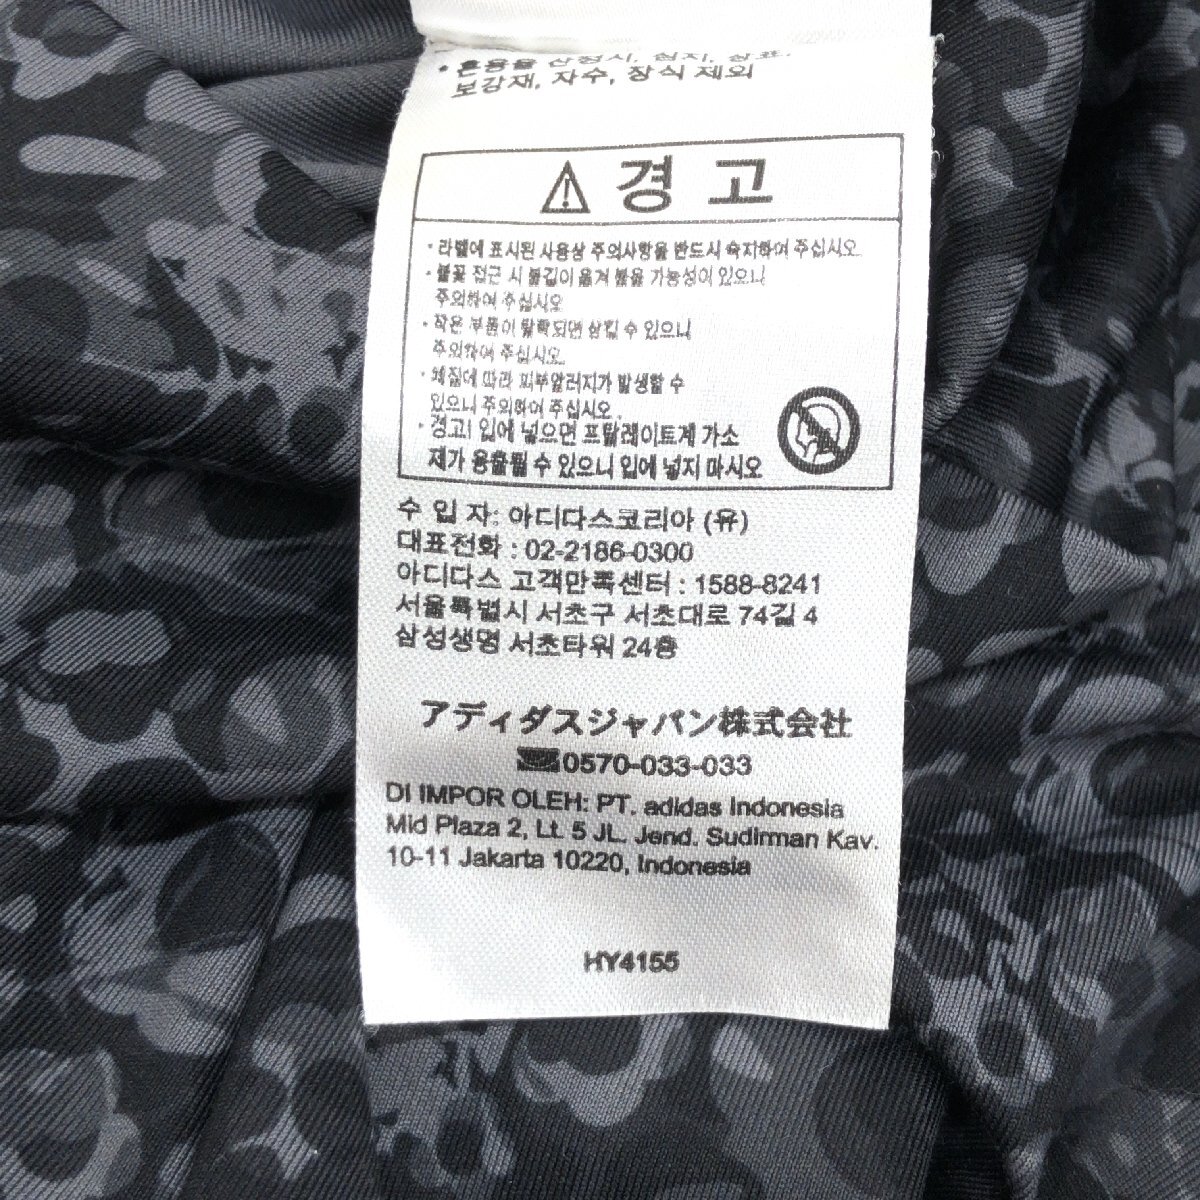 • 혼용율 산정시, 심지, 상표,
보강재, 자수, 장식 제외
경 고
· 라벨에 표시된 사용상 주의사항을 반드시 숙지하여 주십시오.
· 불꽃 접근 시 불길이 옮겨 붙을 가능성이 있으니
주의하여 주십시오
· 작은 부품이 탈락되면 삼킬 수 있으니
주의하여 주십시오.
· 체질에 따라 피부알러지가 발생할 수
있으니 주의하여 주십시오.
· 경고! 입에 넣으면 프탈레이트계 가소
제가 용출될 수 있으니 입에 넣지 마시오
수 입 자: 아디다스코리아 (유)
대표전화 : 02-2186-0300
아디다스 고객만족센터 : 1588-8241
서울특별시 서초구 서초대로 74길 4
삼성생명 서초타워 24층
アディダスジャパン株式会社
0570-033-033
DI IMPOR OLEH: PT. adidas Indonesia
Mid Plaza 2, Lt. 5 JL. Jend. Sudirman Kav.
10-11 Jakarta 10220, Indonesia
HY4155